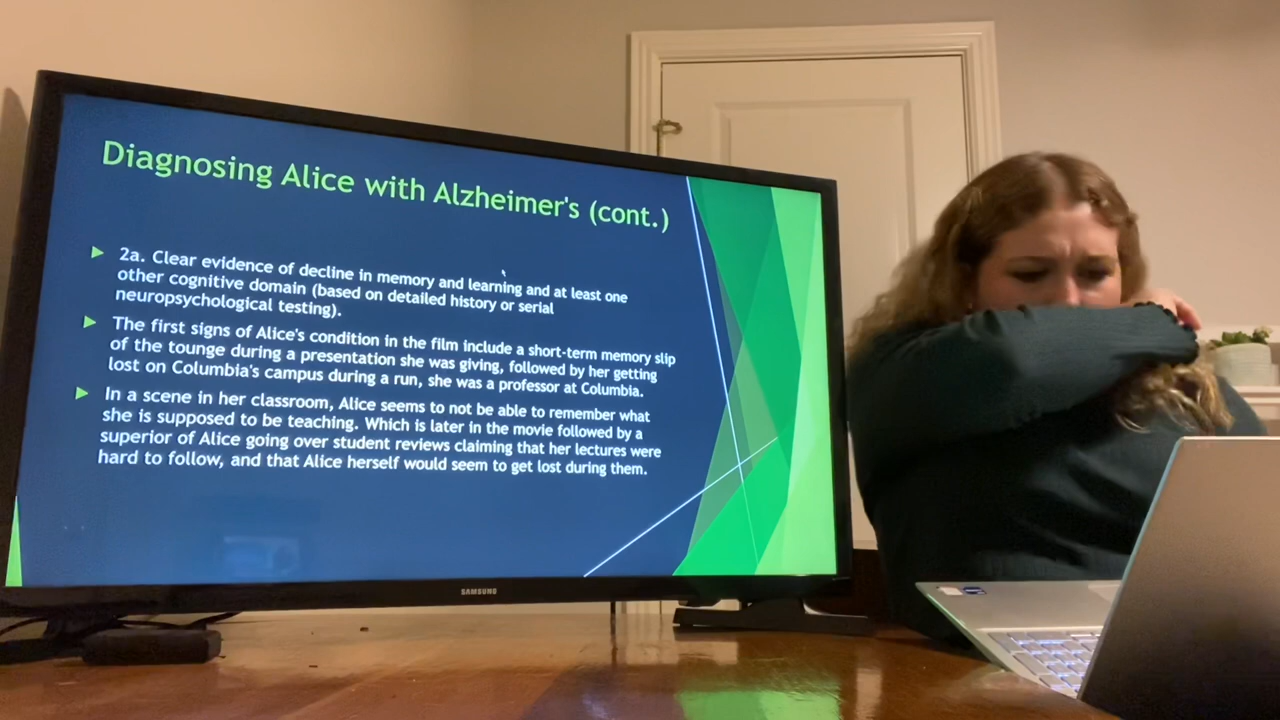 Diagnosing Alice with Alzheimer's (cont.)
2a. Clear evidence of decline in memory and learning and at least one
other cognitive domain (based on detailed history or serial
neuropsychological testing).
The first signs of Alice's condition in the film include a short-term memory slip
of the tounge during a presentation she was giving, followed by her getting
lost on Columbia's campus during a run, she was a professor at Columbia.
In a scene in her classroom, Alice seems to not be able to remember what
she is supposed to be teaching. Which is later in the movie followed by a
superior of Alice going over student reviews claiming that her lectures were
hard to follow, and that Alice herself would seem to get lost during them.
SAMSUNG